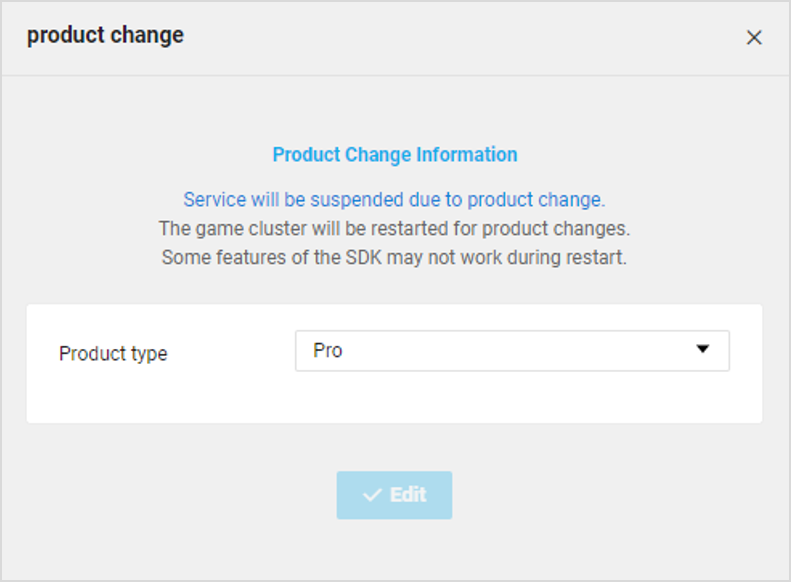 product change
Product Change Information
Service will be suspended due to product change.
The game cluster will be restarted for product changes.
Some features of the SDK may not work during restart.
Product type
Pro
Edit